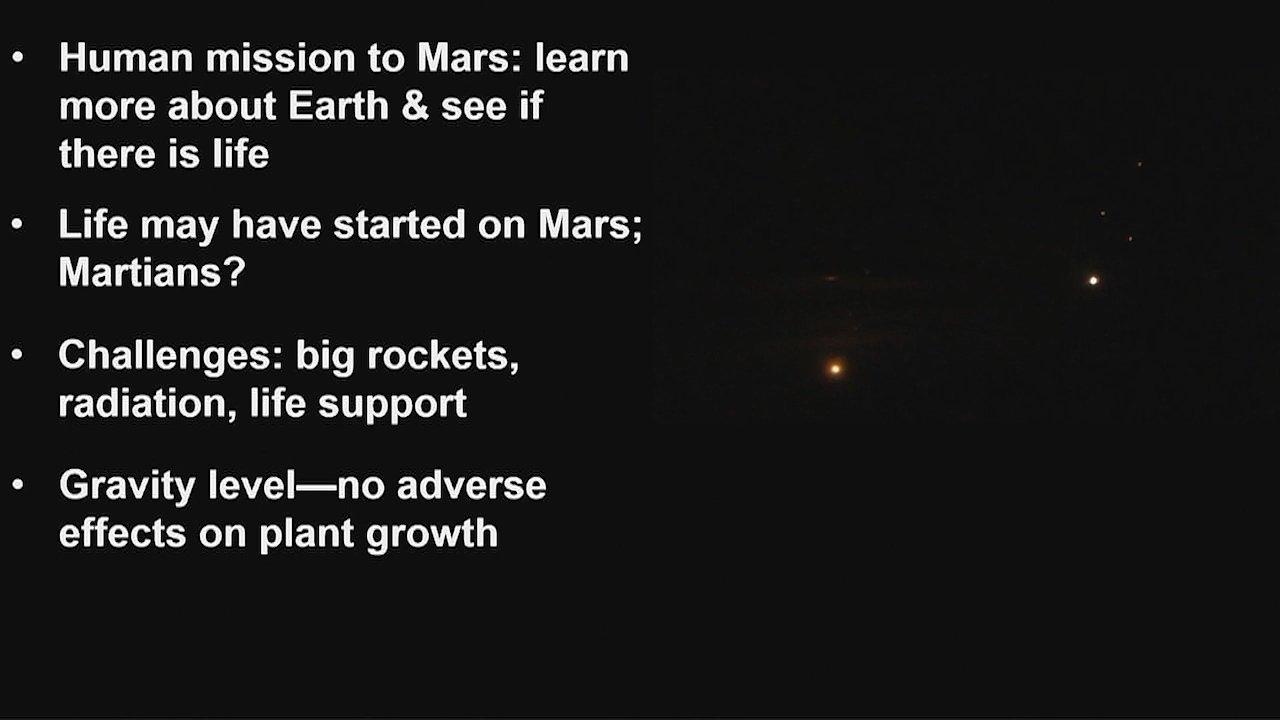 • Human mission to Mars: learn
more about Earth & see if
there is life
• Life may have started on Mars;
Martians?
• Challenges: big rockets,
radiation, life support
• Gravity level—no adverse
effects on plant growth